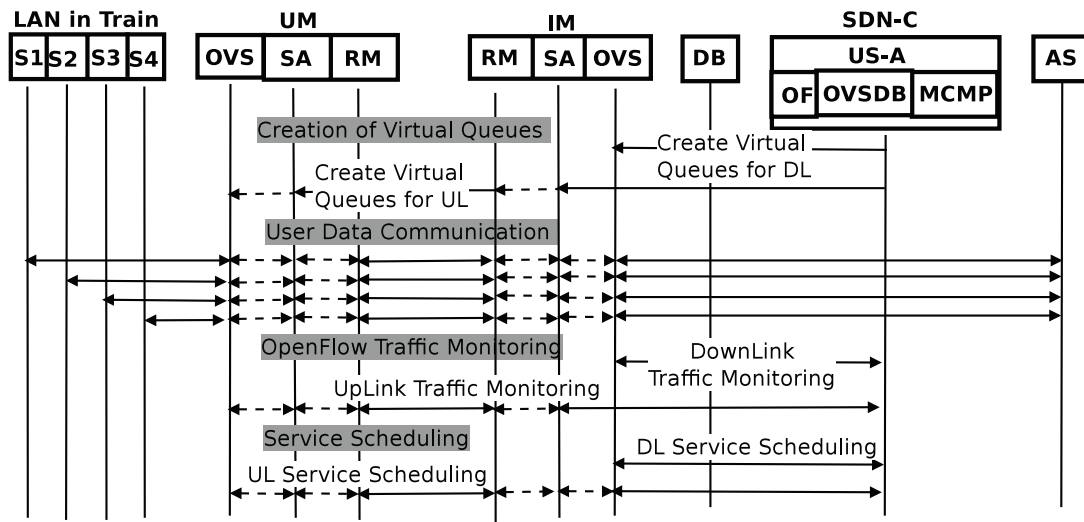 LAN in Train
UM
IM
SDN-C
S1 S2 S3 S4
OVS SA RM
RM SA OVS
DB
US-A
OF OVSDB MCMP
AS
Creation of Virtual Queues
Create Virtual
Queues for DL
Create Virtual
Queues for UL
User Data Communication
OpenFlow Traffic Monitoring
DownLink
Traffic Monitoring
UpLink Traffic Monitoring
Service Scheduling
DL Service Scheduling
UL Service Scheduling